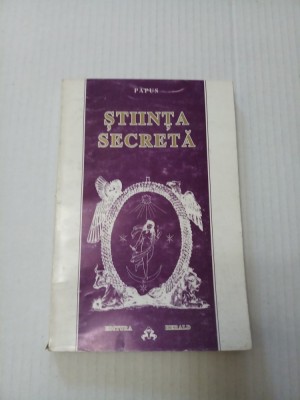 PAPUS
ȘTIINȚA
SECRETĂ
EDITURA HERALD